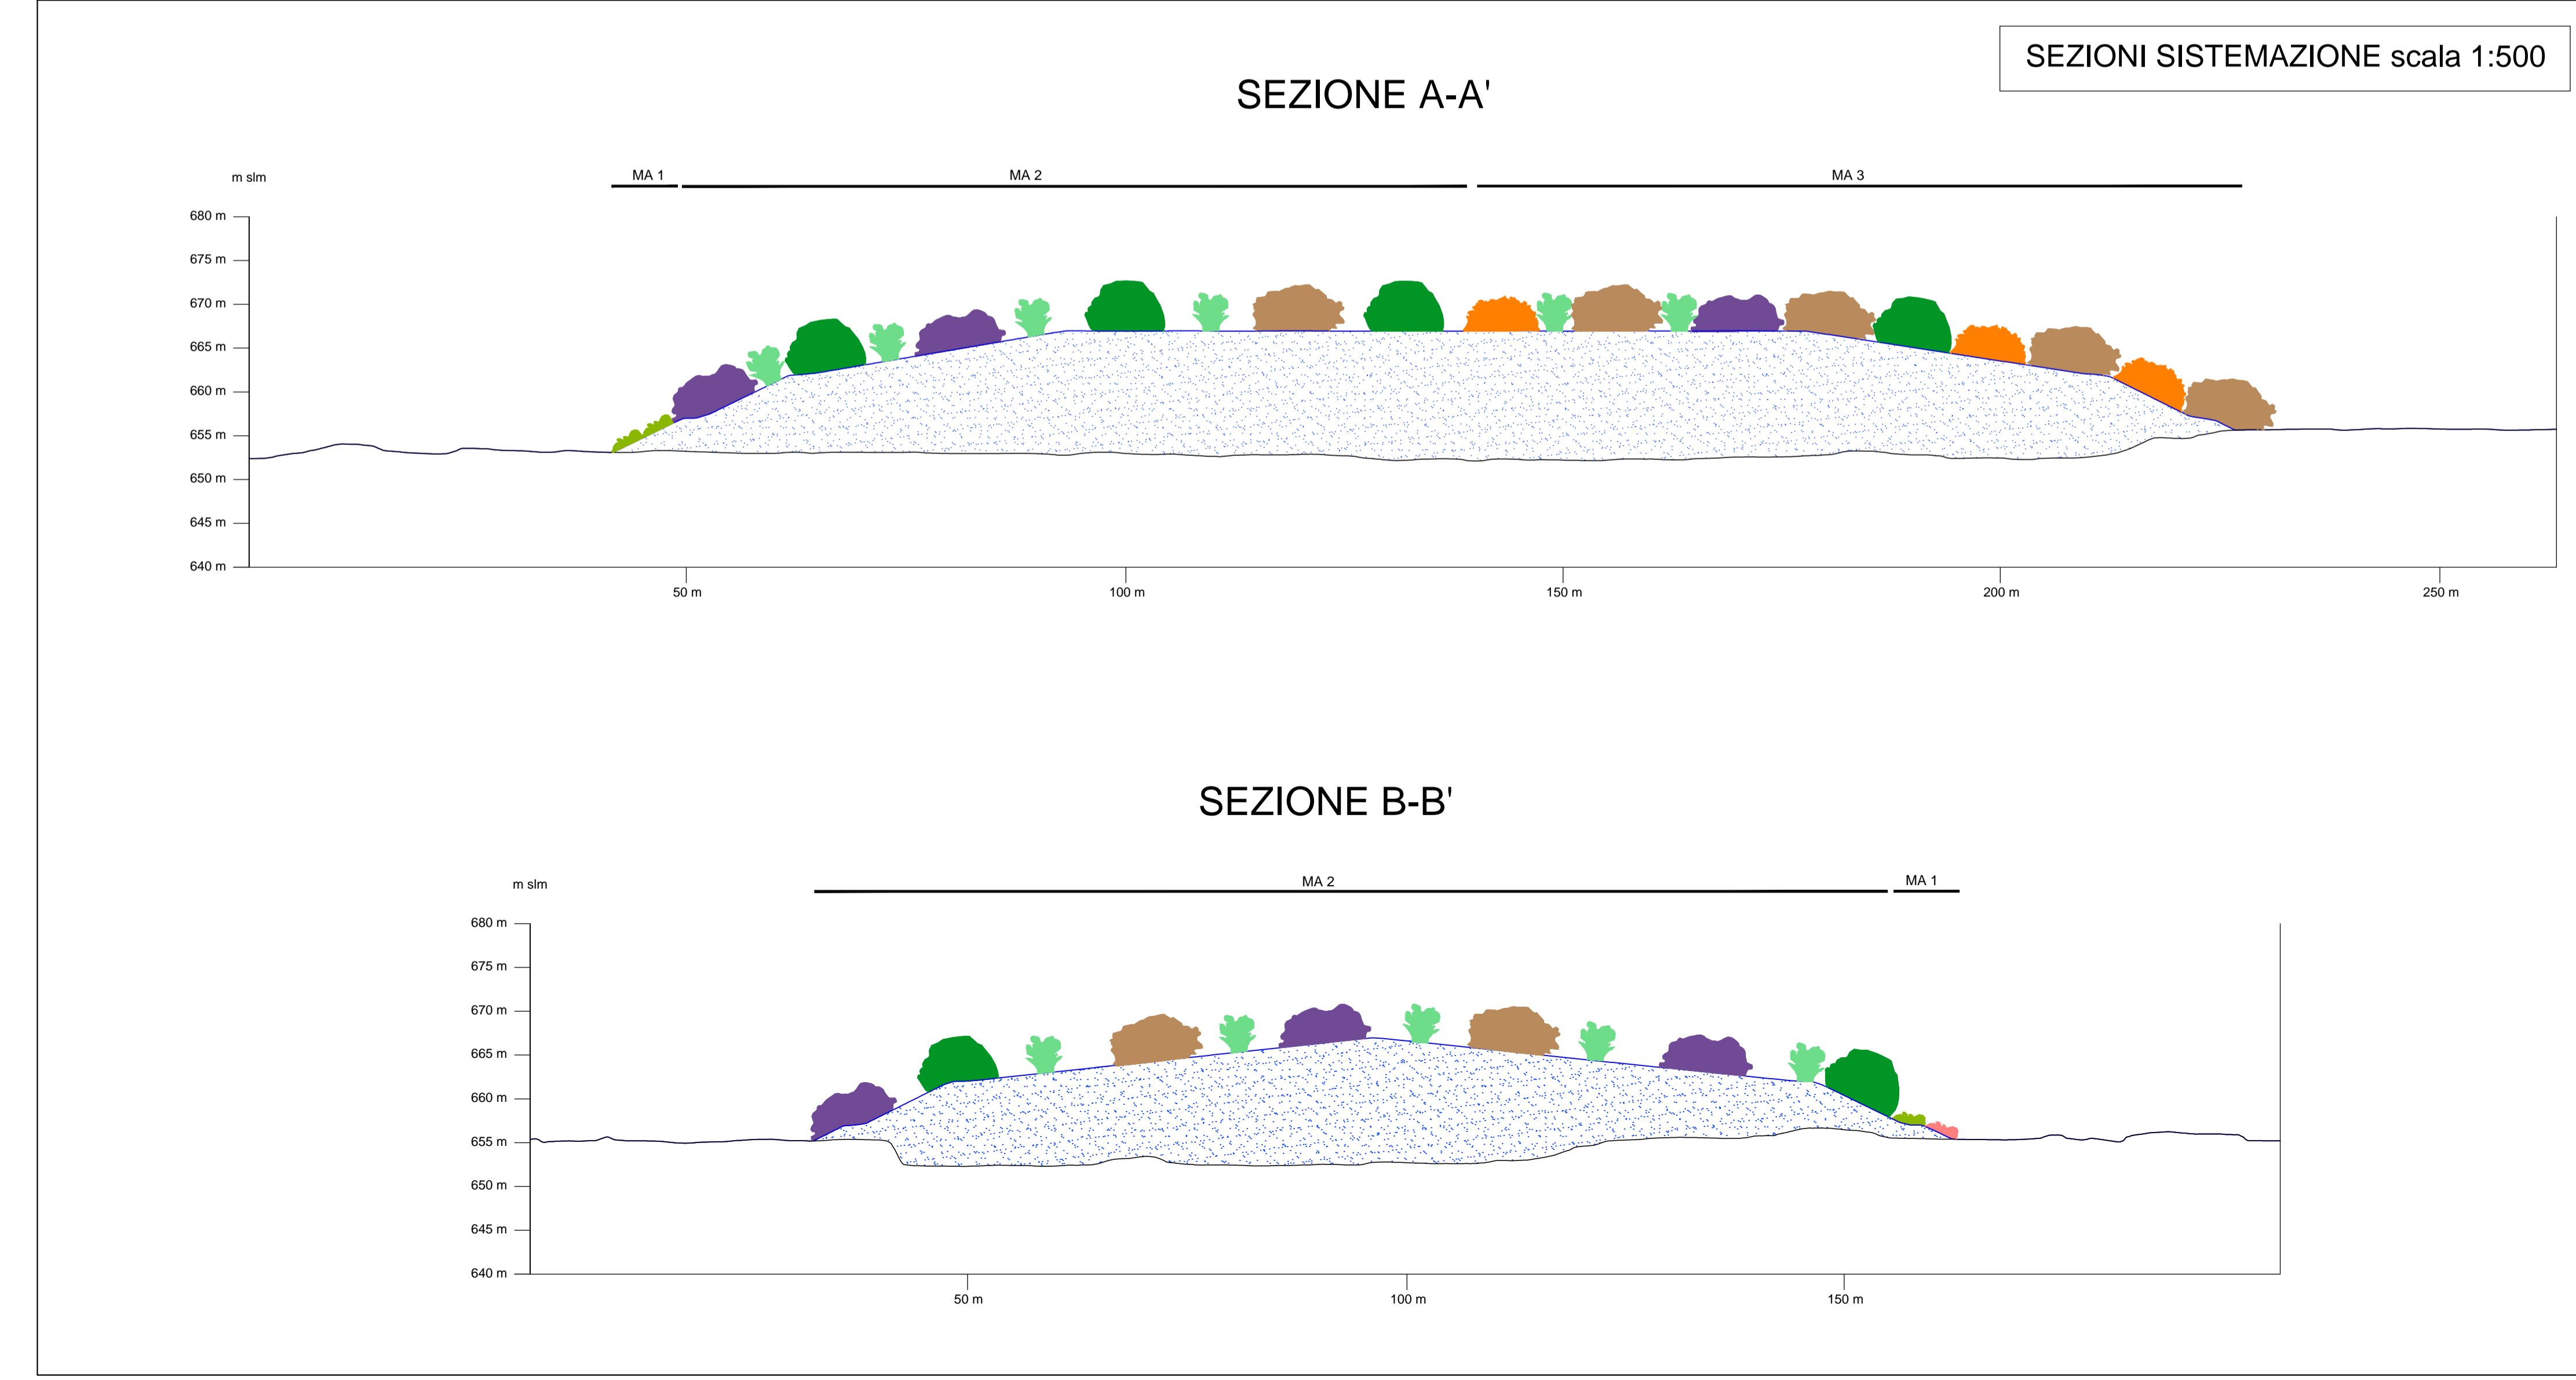 SEZIONI SISTEMAZIONE scala 1:500
SEZIONE A-A'
MA 1
MA 2
MA 3
m slm
680 m
675 m
670 m
665 m
660 m
655 m
650 m
645 m
640 m
50 m
100 m
150 m
200 m
250 m
SEZIONE B-B'
MA 2
MA 1
m slm
680 m
675 m
670 m
665 m
660 m
655 m
650 m
645 m
640 m
50 m
100 m
150 m